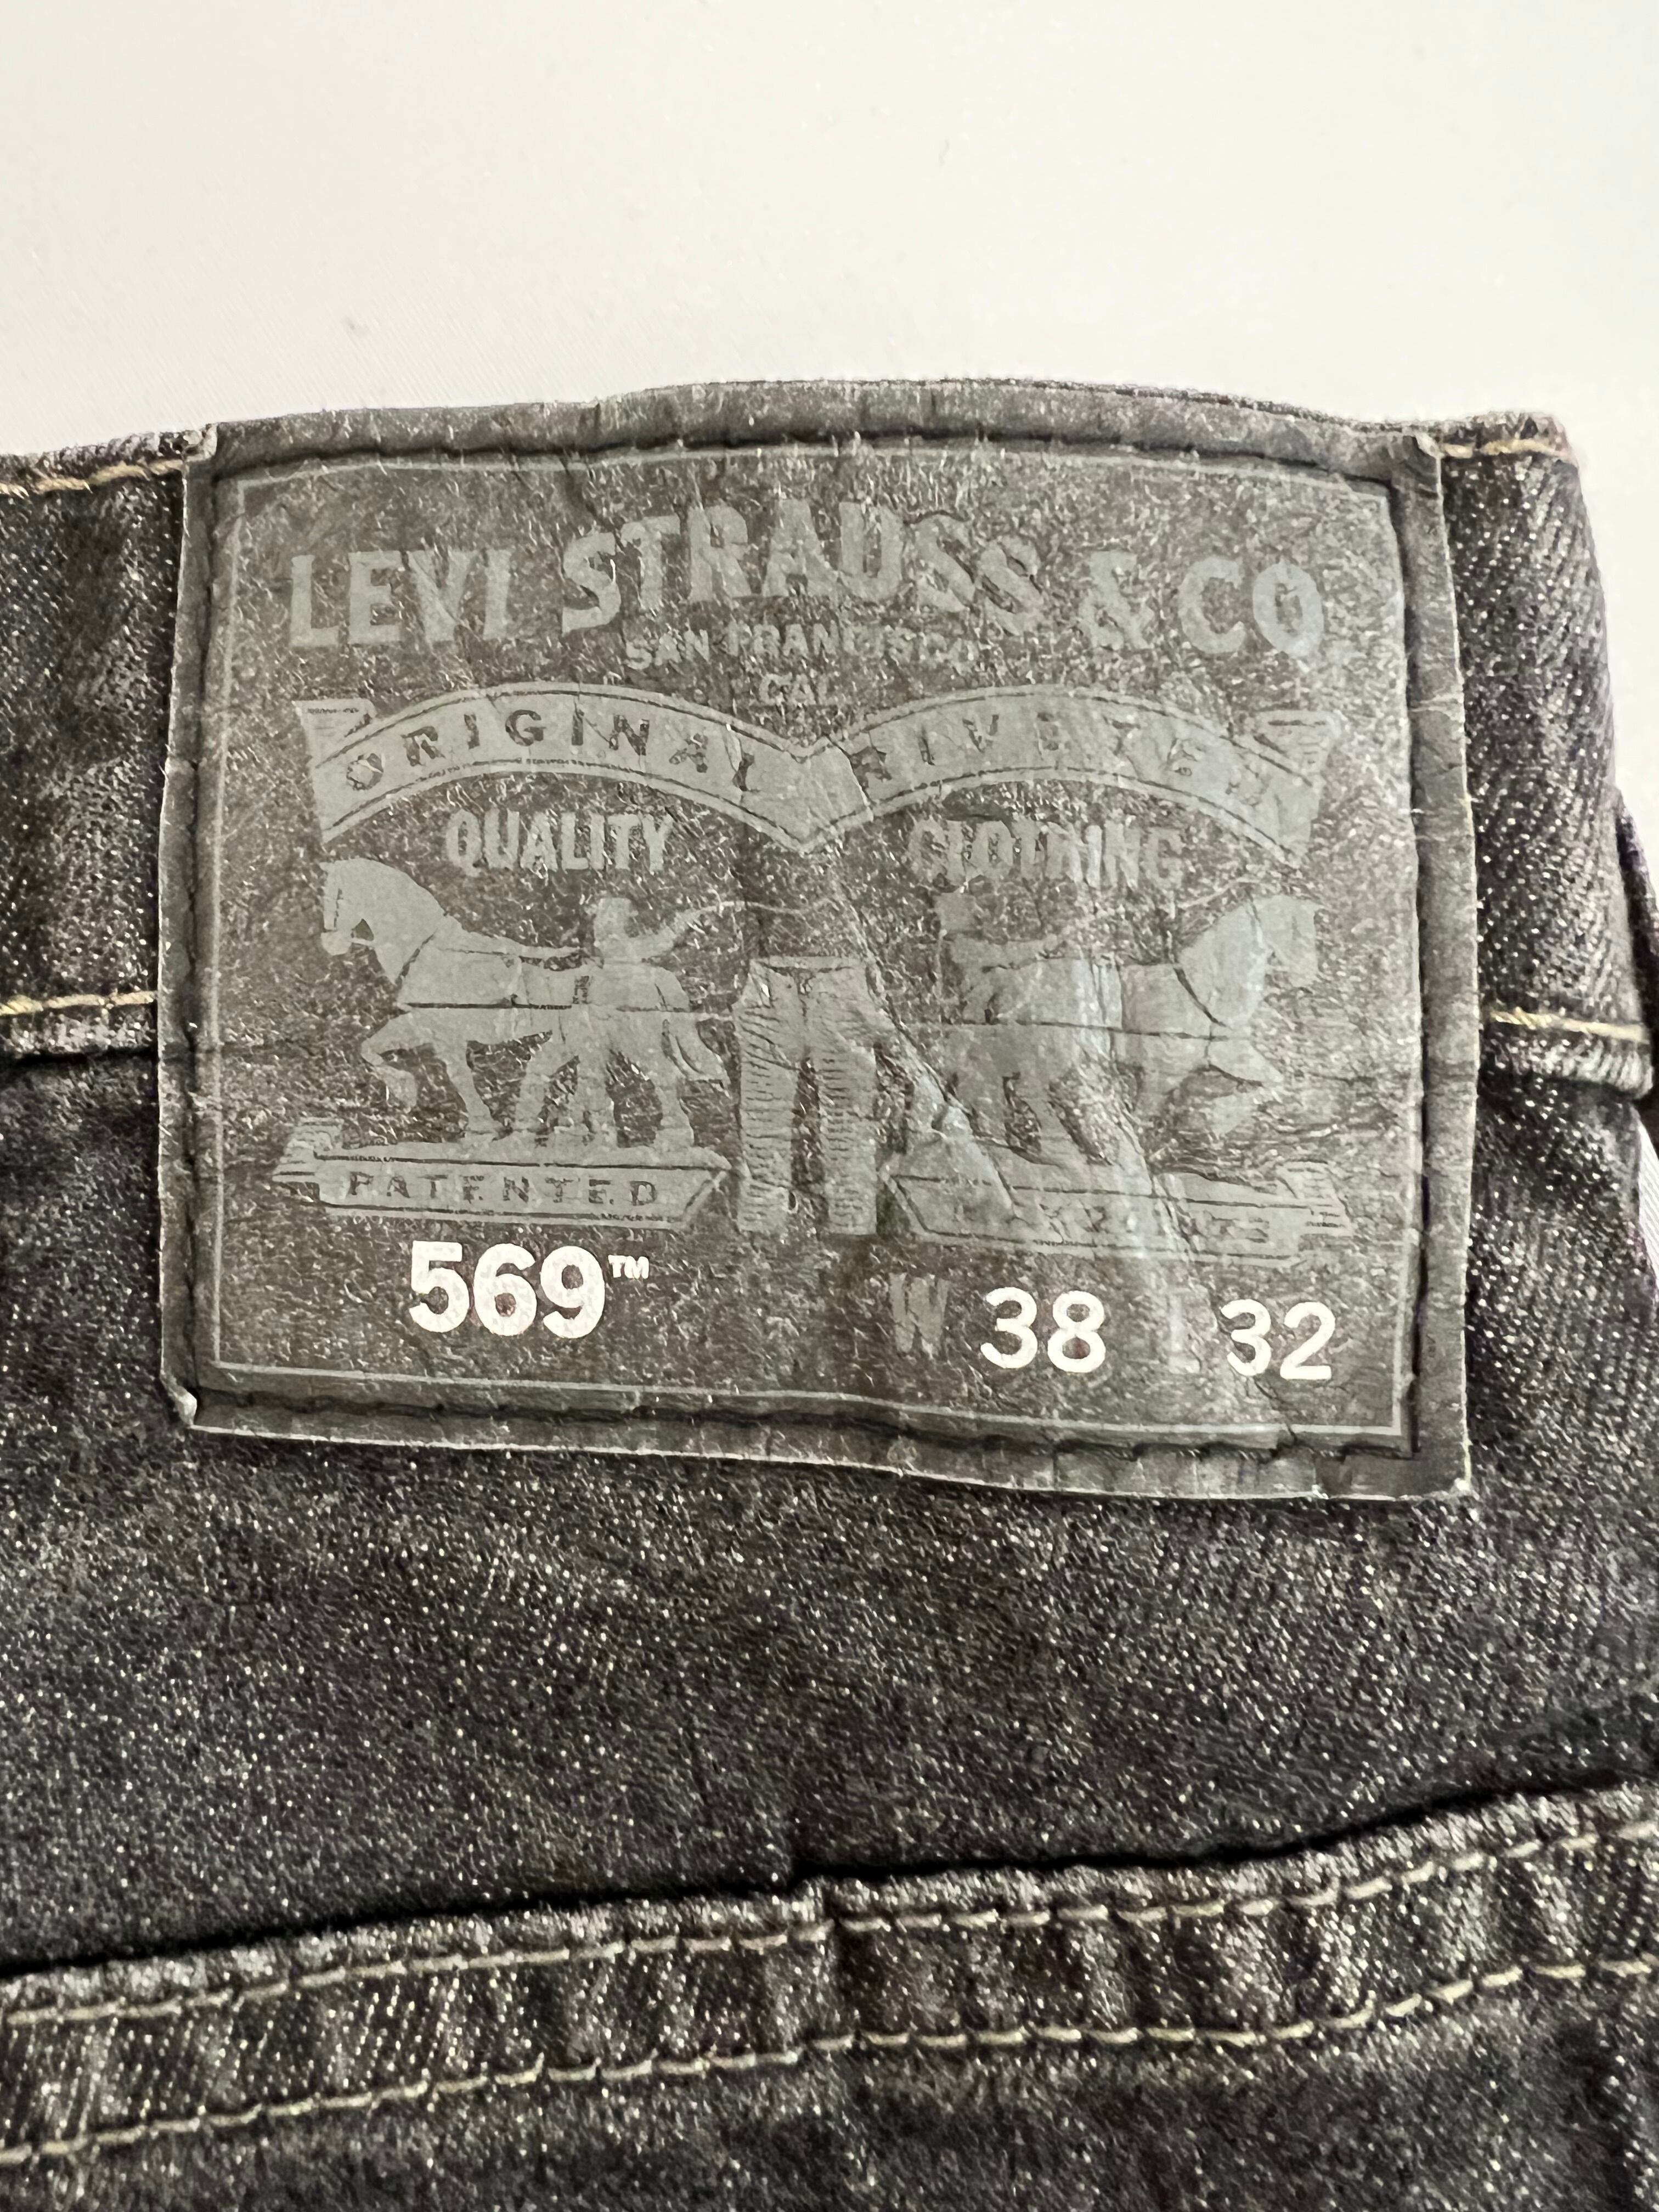 LEVI STRAUSS & CO.
SAN FRANCISCO
CAL
ORIGINAL RIVETED
QUALITY CLOTHING
PATENTED
569™ W 38 L 32